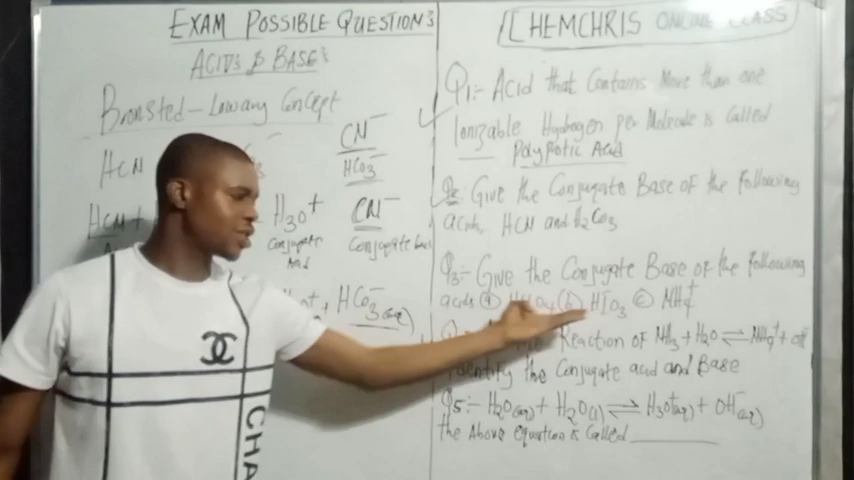 EXAM POSSIBLE QUESTIONS
ACIDS & BASES
Bronsted-Lowary Concept
CN⁻
HCN
HCO₃⁻
HCN +
H₃O⁺
CN⁻
Conjugate
Acid
Conjugate
HCO₃⁻(aq)
CHEMCHRIS ONLINE CLASS
Q1:- Acid that Contains More than one
Ionizable Hydrogen per Molecule is Called
Polyprotic Acid
Q2:- Give the Conjugate Base of the following
acids, HCN and H₂CO₃
Q3:- Give the Conjugate Base of the following
acids (a) (b) HIO₃ (c) NH₄⁺
Reaction of NH₃ + H₂O ⇌ NH₄⁺ + OH⁻
Identify the Conjugate acid and Base
Q5:- H₂O(aq) + H₂O(l) ⇌ H₃O⁺(aq) + OH⁻(aq)
the Above equation is Called ________
CHA